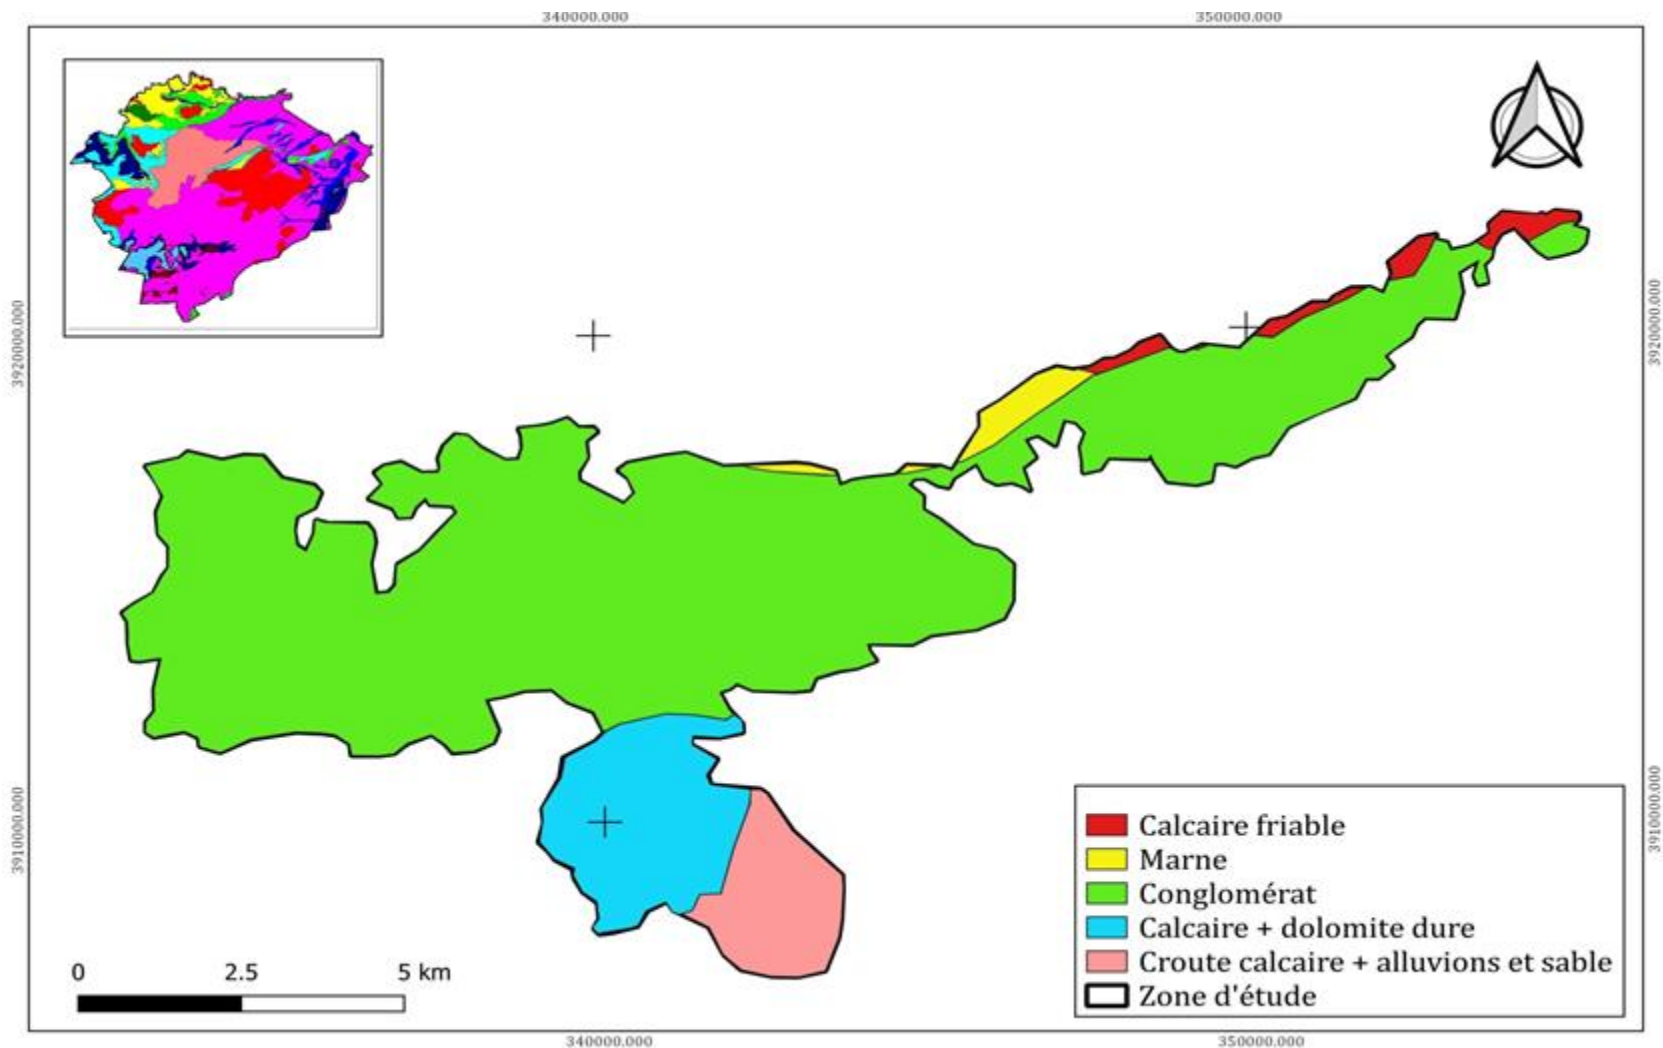 340000.000
350000.000
3920000.000
3920000.000
3910000.000
3910000.000
Calcaire friable
Marne
Conglomérat
Calcaire + dolomite dure
Croute calcaire + alluvions et sable
Zone d'étude
0 2.5 5 km
340000.000
350000.000